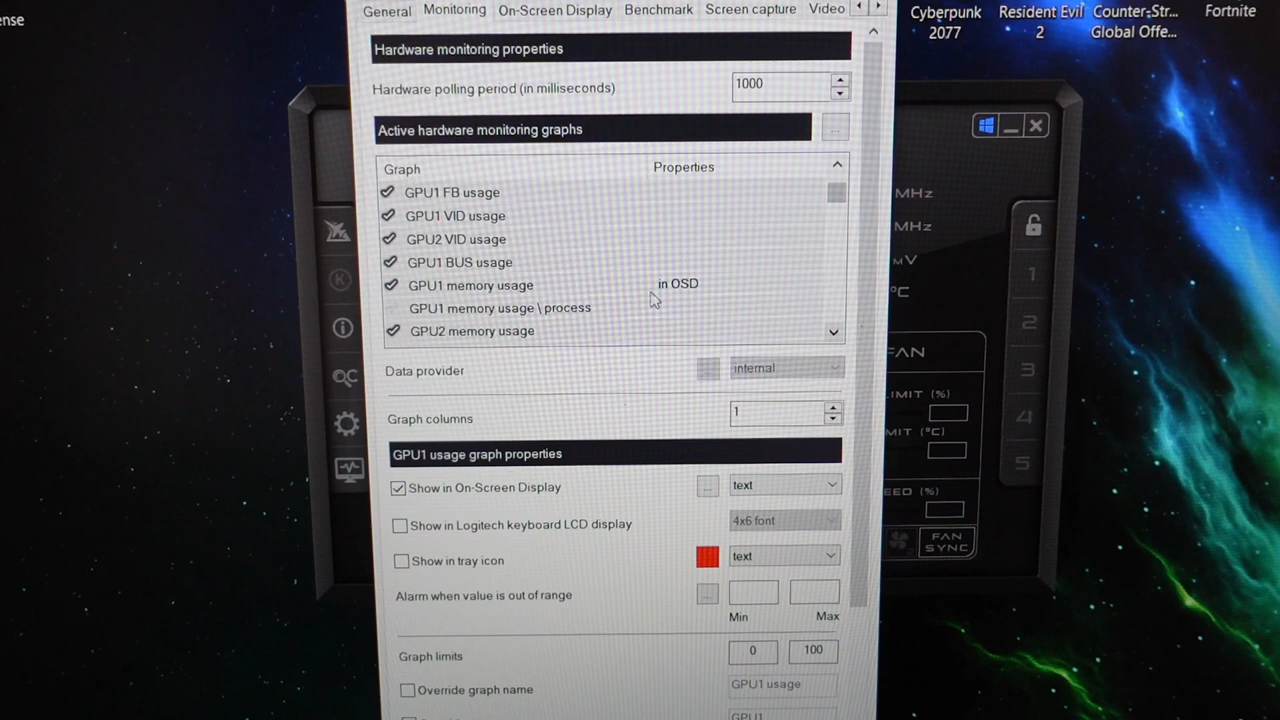 ense
General Monitoring On-Screen Display Benchmark Screen capture Video
Cyberpunk 2077
Resident Evil 2
Counter-Str... Global Offe...
Fortnite
Hardware monitoring properties
Hardware polling period (in milliseconds) 1000
Active hardware monitoring graphs ...
Graph Properties
GPU1 FB usage
GPU1 VID usage
GPU2 VID usage
GPU1 BUS usage
GPU1 memory usage in OSD
GPU1 memory usage \ process
GPU2 memory usage
Data provider ... internal
Graph columns 1
GPU1 usage graph properties
Show in On-Screen Display ... text
Show in Logitech keyboard LCD display 4x6 font
Show in tray icon text
Alarm when value is out of range ...
Min Max
Graph limits 0 100
Override graph name GPU1 usage
GPU1
K
i
OC
MHz
MHz
MV
°C
FAN
LIMIT (%)
MIT (°C)
EED (%)
FAN
SYNC
1
2
3
4
5